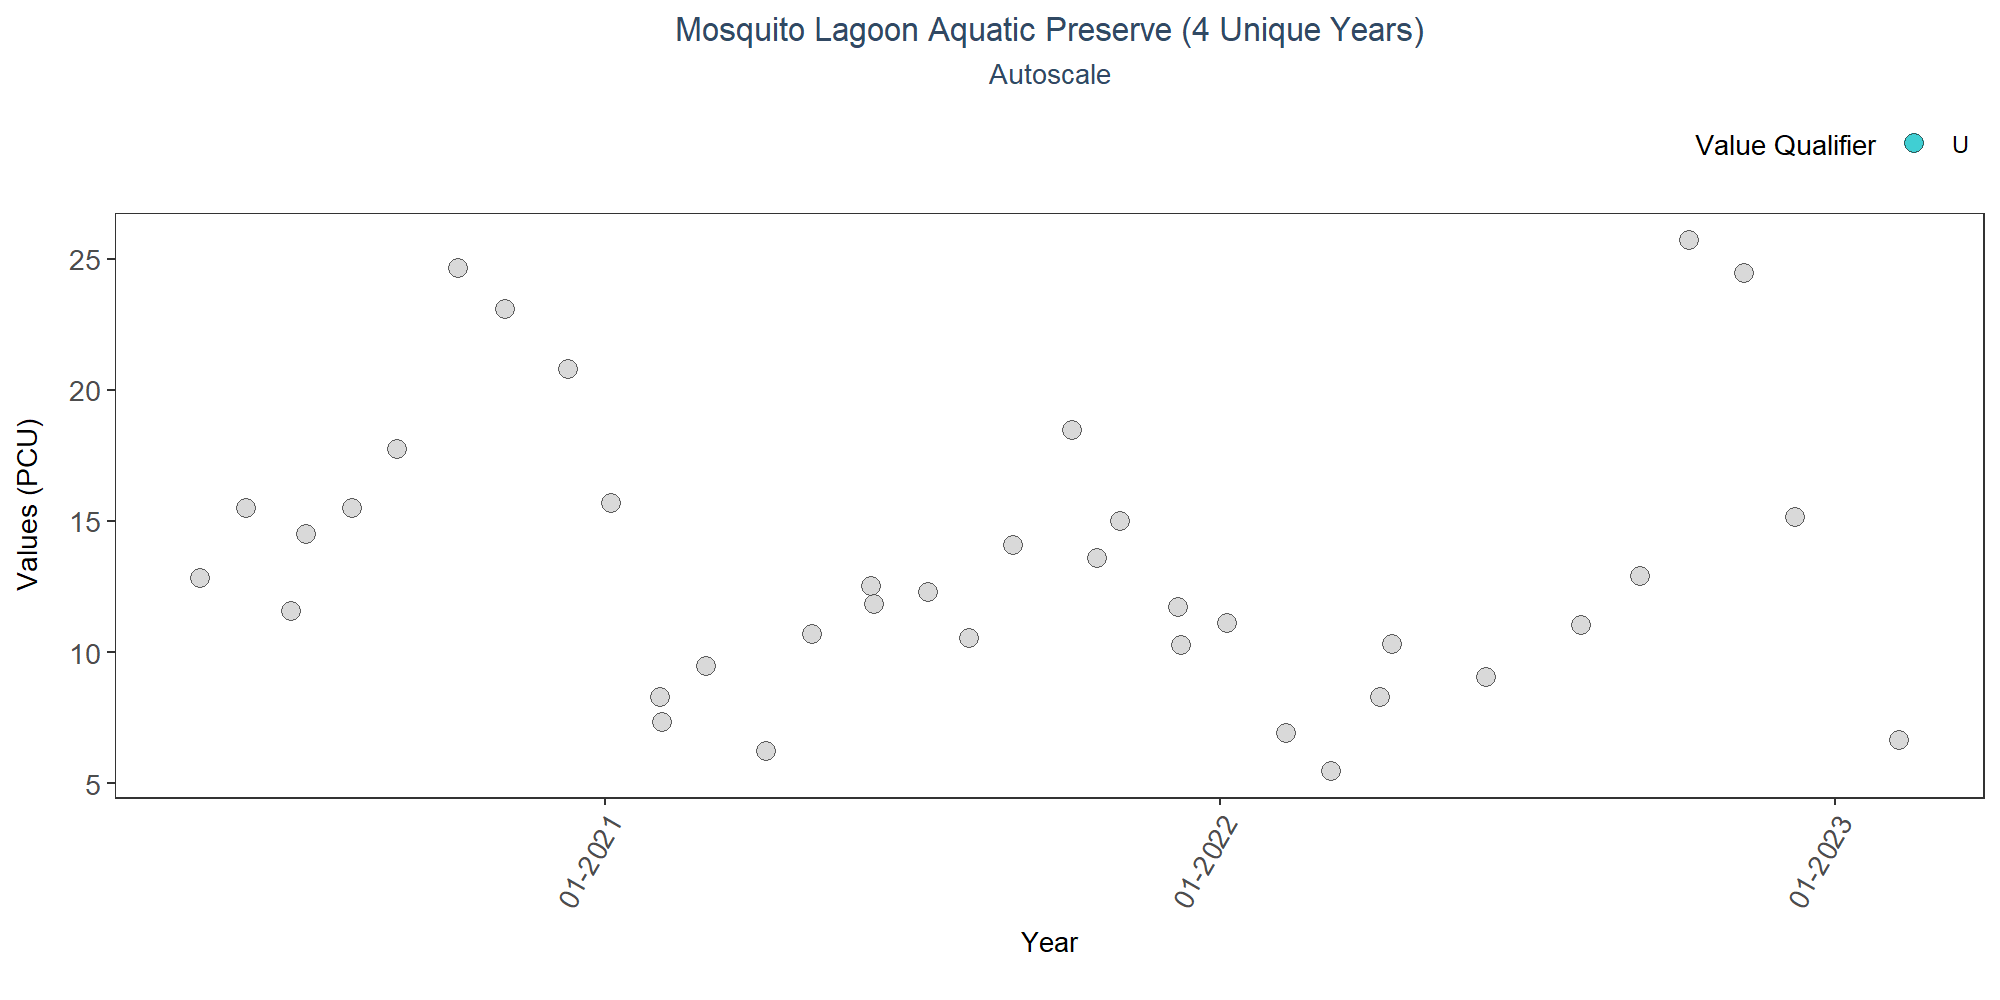 Mosquito Lagoon Aquatic Preserve (4 Unique Years)
Autoscale
Value Qualifier U
Values (PCU)
25
20
15
10
5
01-2021
01-2022
01-2023
Year